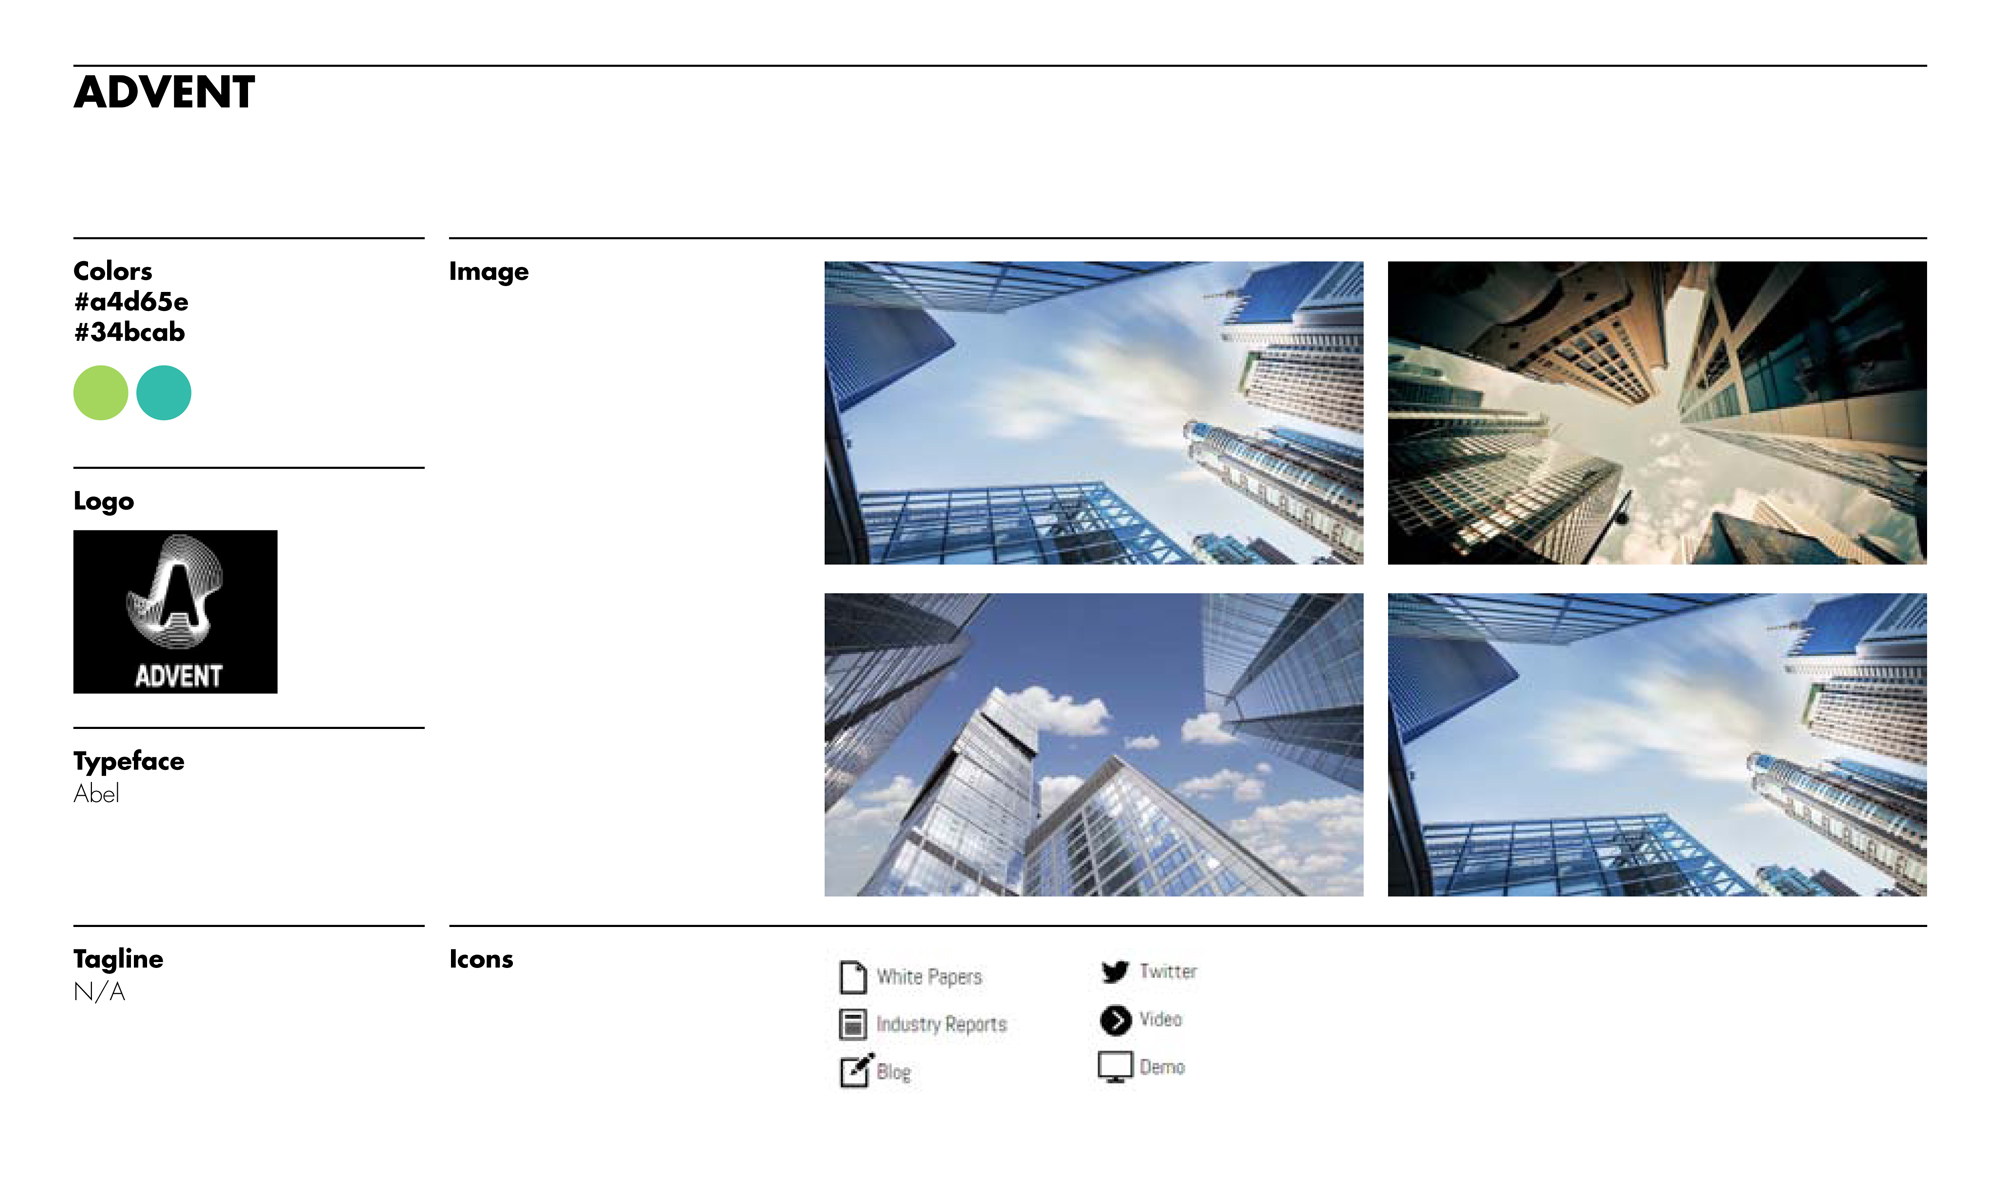 ADVENT
Colors
#a4d65e
#34bcab
Logo
A
ADVENT
Typeface
Abel
Tagline
N/A
Image
Icons
White Papers
Industry Reports
Blog
Twitter
Video
Demo